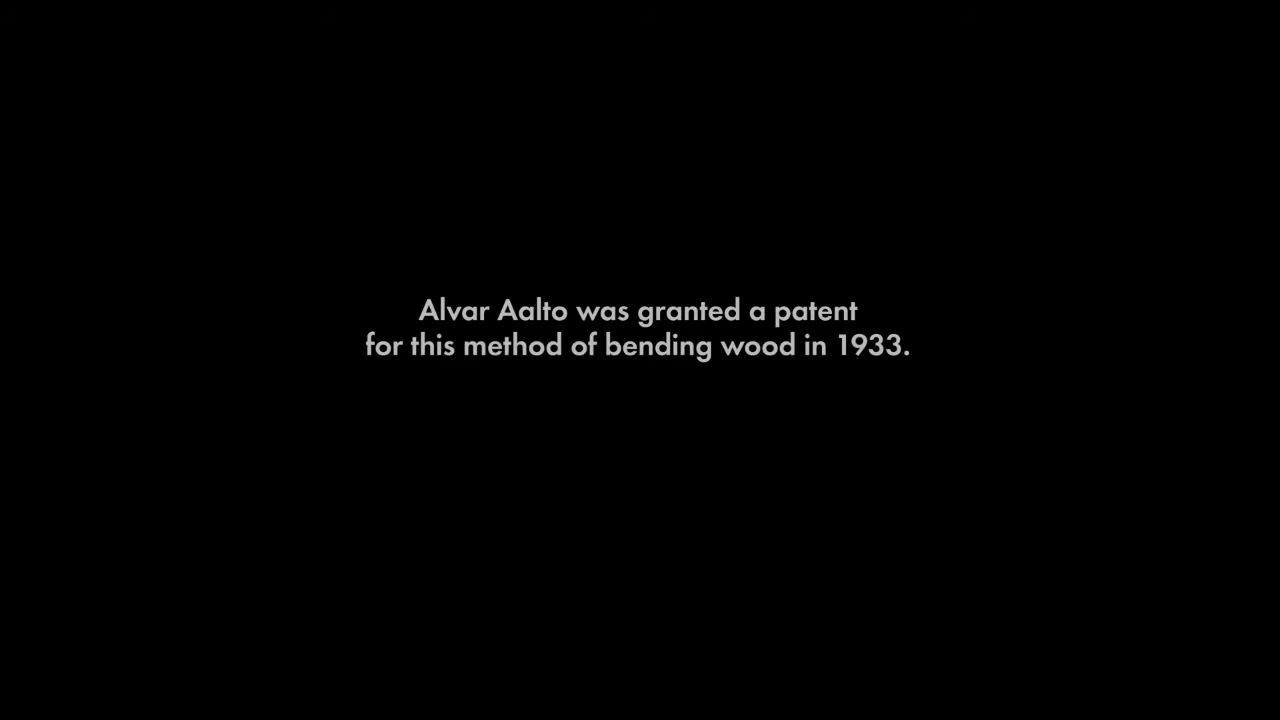 Alvar Aalto was granted a patent
for this method of bending wood in 1933.